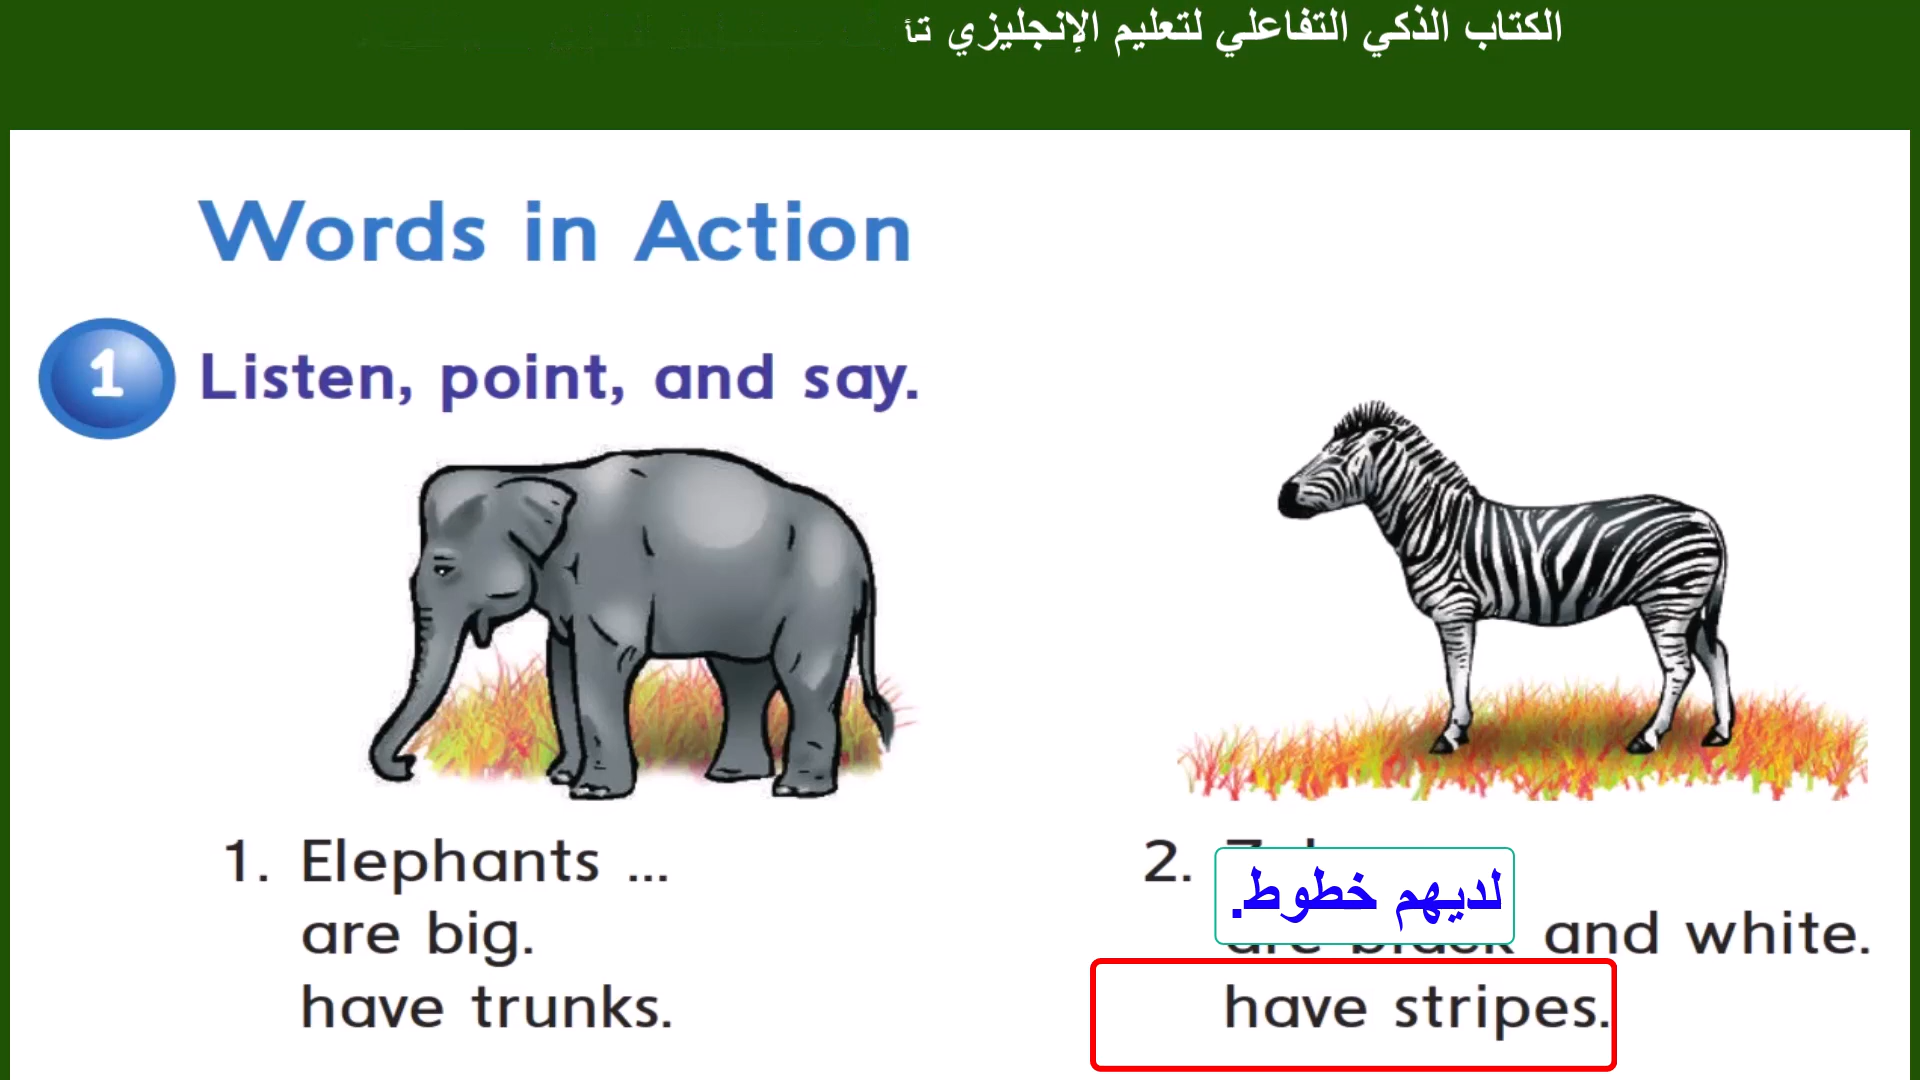 الكتاب الذكي التفاعلي لتعليم الإنجليزي
Words in Action
1 Listen, point, and say.
1. Elephants ...
are big.
have trunks.
2.
لديهم خطوط.
and white.
have stripes.